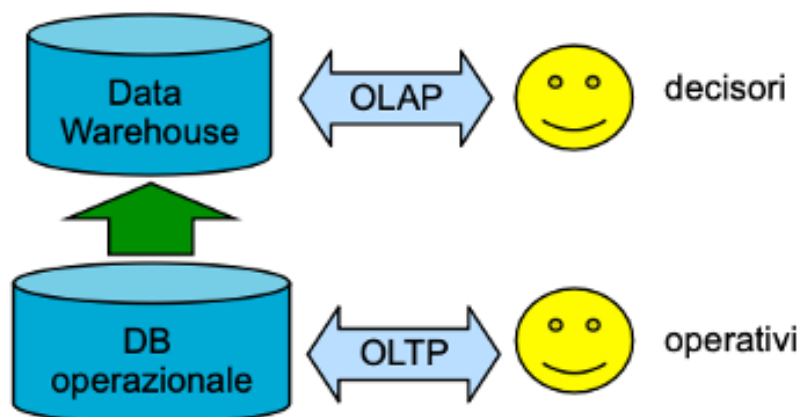 Data
Warehouse
OLAP
decisori
DB
operazionale
OLTP
operativi